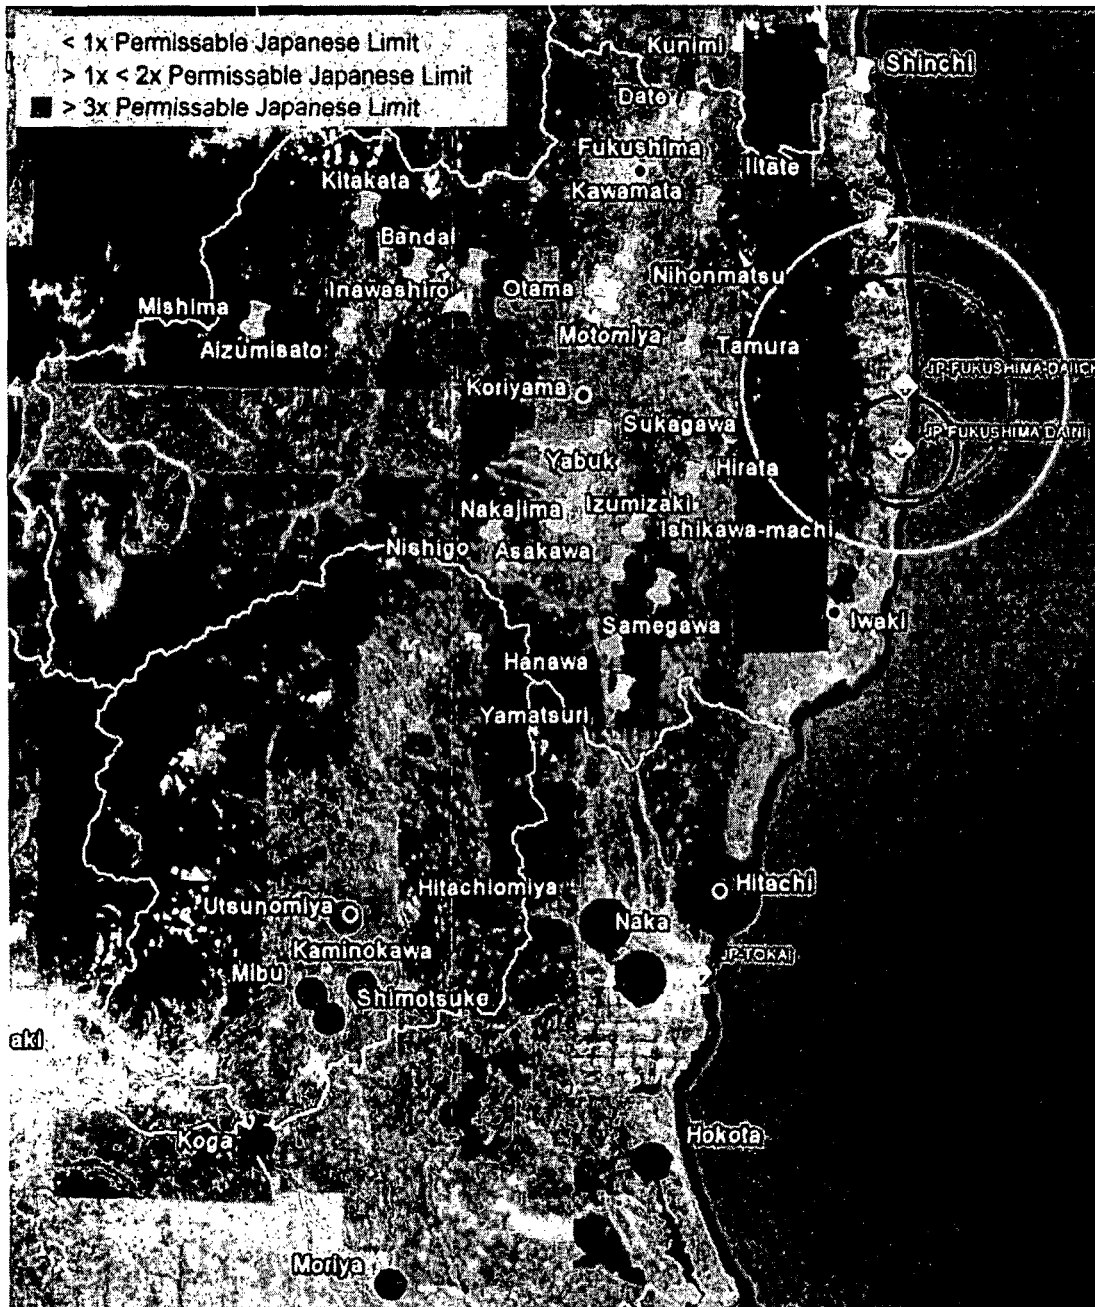 < 1x Permissable Japanese Limit
> 1x < 2x Permissable Japanese Limit
> 3x Permissable Japanese Limit
Kunimi
Shinchi
Date
Fukushima
Iitate
Kitakata
Kawamata
Bandai
Nihonmatsu
Inawashiro
Otama
Mishima
Motomiya
Aizumisato
Tamura
JP-FUKUSHIMA-DAIICH
Koriyama
Sukagawa
JP-FUKUSHIMA DAINI
Yabuk
Hirata
Nakajima
Izumizaki
Ishikawa-machi
Nishigo
Asakawa
Iwaki
Samegawa
Hanawa
Yamatsuri
Hitachiomiya
Hitachi
Utsunomiya
Naka
Kaminokawa
JP-TOKAI
Mibu
Shimotsuke
aki
Koga
Hokota
Moriya